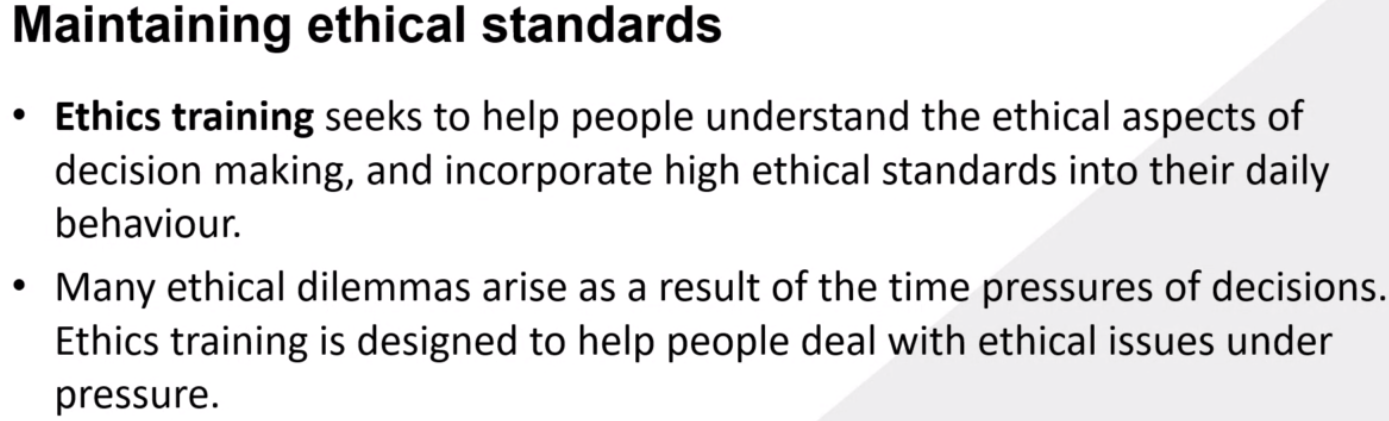 Maintaining ethical standards
• Ethics training seeks to help people understand the ethical aspects of
decision making, and incorporate high ethical standards into their daily
behaviour.
• Many ethical dilemmas arise as a result of the time pressures of decisions.
Ethics training is designed to help people deal with ethical issues under
pressure.